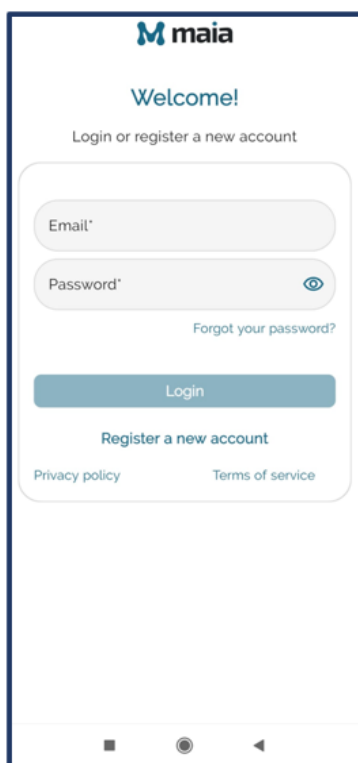 maia
Welcome!
Login or register a new account
Email*
Password*
Forgot your password?
Login
Register a new account
Privacy policy
Terms of service